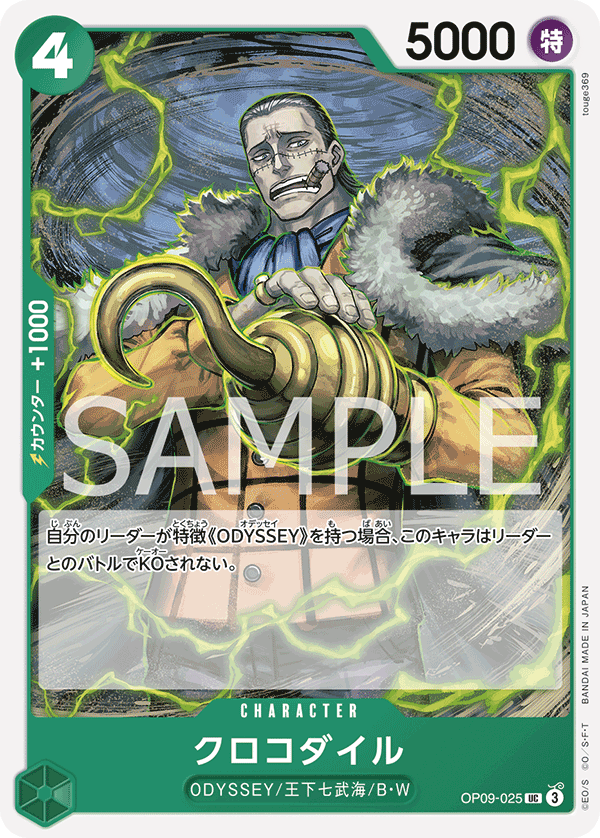 4
5000
特
touge369
カウンター +1000
SAMPLE
自分のリーダーが特徴《ODYSSEY》を持つ場合、このキャラはリーダー
とのバトルでKOされない。
CHARACTER
クロコダイル
ODYSSEY/王下七武海/B・W
OP09-025 UC 3
©E.O/S ©O/S・F・T BANDAI MADE IN JAPAN